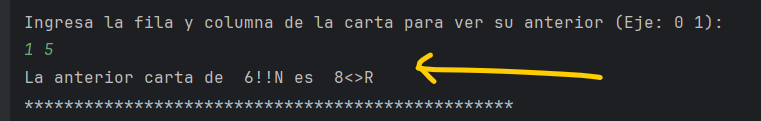 Ingresa la fila y columna de la carta para ver su anterior (Eje: 0 1):
1 5
La anterior carta de  6!!N es  8<>R
*************************************************